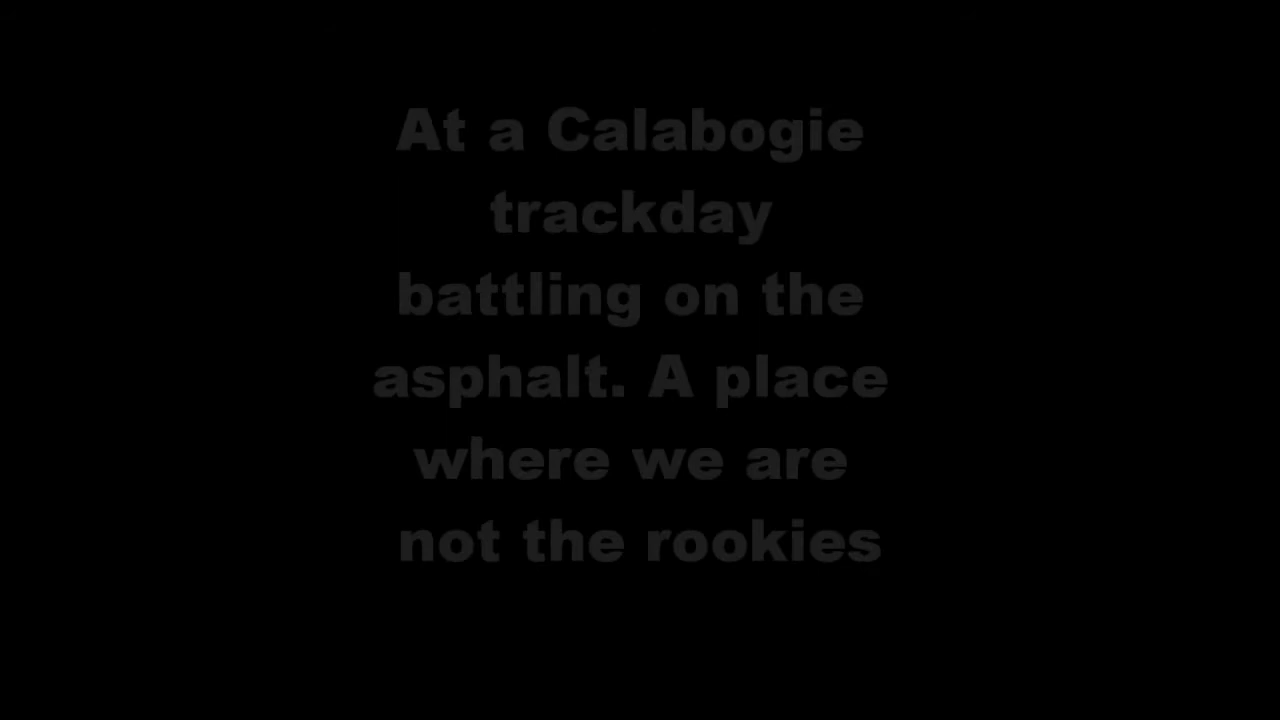 At a Calabogie
trackday
battling on the
asphalt. A place
where we are
not the rookies